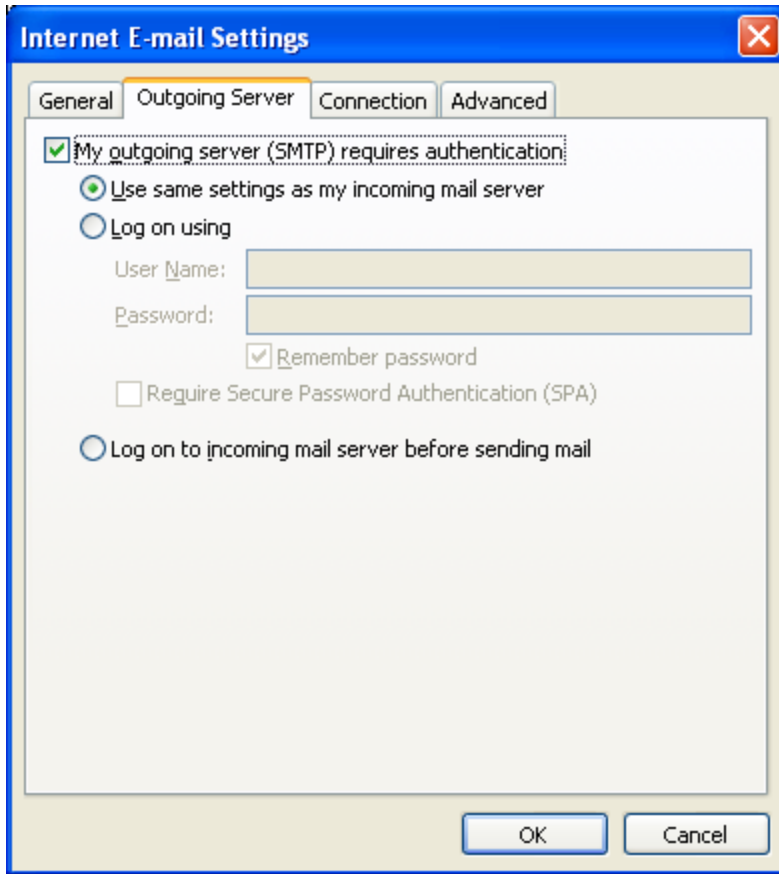 Internet E-mail Settings
General Outgoing Server Connection Advanced
My outgoing server (SMTP) requires authentication
Use same settings as my incoming mail server
Log on using
User Name:
Password:
Remember password
Require Secure Password Authentication (SPA)
Log on to incoming mail server before sending mail
OK Cancel